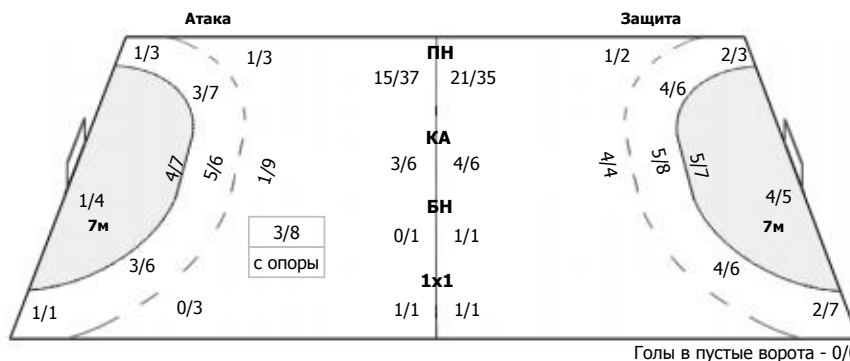 Атака Защита
1/3 1/3 ПН 1/2 2/3
3/7 15/37 21/35 4/6
КА
4/7 5/6 1/9 3/6 4/6 4/4 5/8 5/7
1/4 БН 4/5
7м 3/8 0/1 1/1 7м
3/6 с опоры 4/6
1х1
1/1 0/3 1/1 1/1 2/7
Голы в пустые ворота -